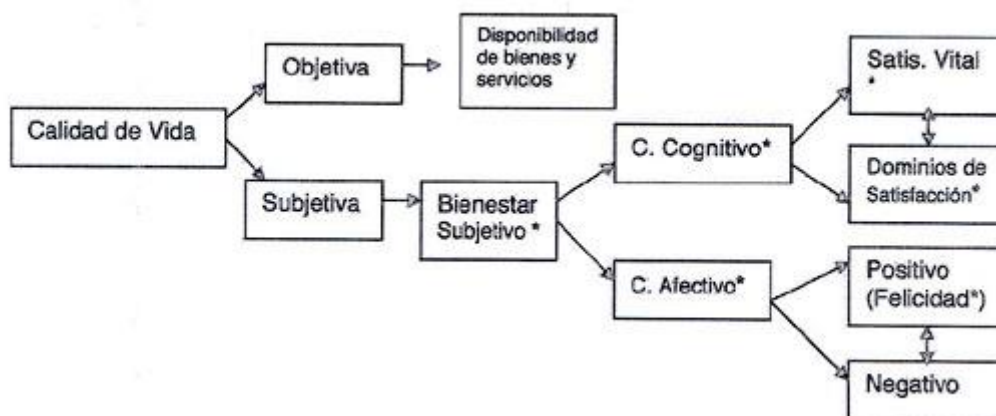 Calidad de Vida
Objetiva
Disponibilidad
de bienes y
servicios
Subjetiva
Bienestar
Subjetivo *
C. Cognitivo*
Satis. Vital
*
Dominios de
Satisfacción*
C. Afectivo*
Positivo
(Felicidad*)
Negativo